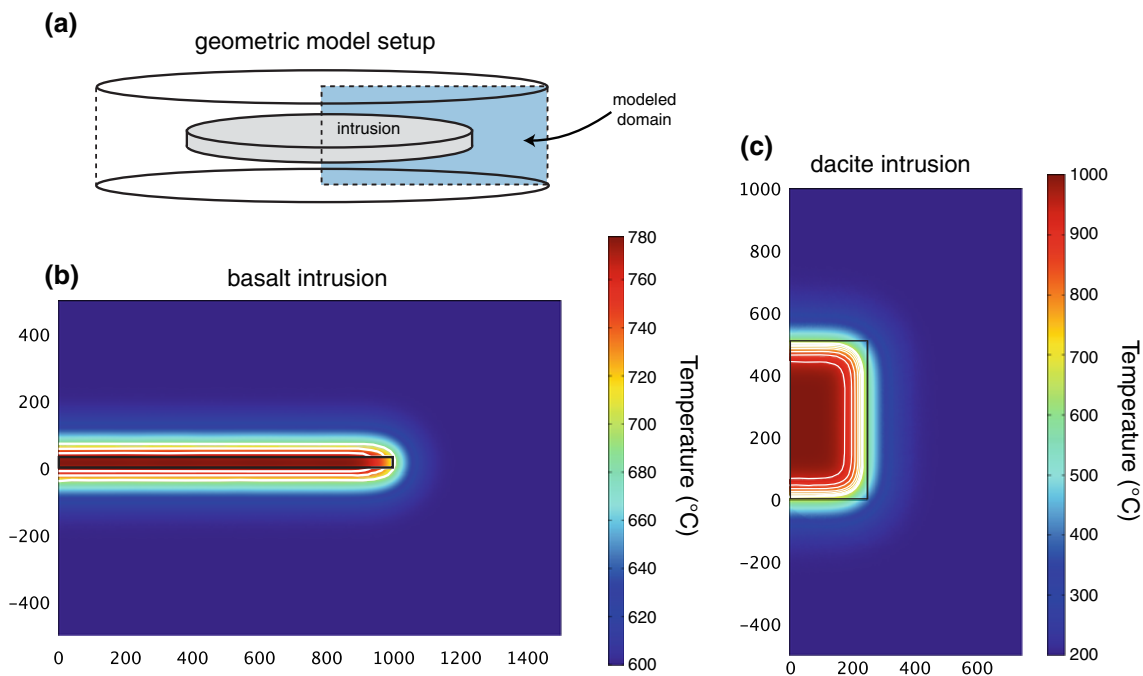 (a)
geometric model setup
intrusion
modeled
domain
(b)
basalt intrusion
400
200
0
−200
−400
0 200 400 600 800 1000 1200 1400
780
760
740
720
700
680
660
640
620
600
Temperature (°C)
(c)
dacite intrusion
1000
800
600
400
200
0
−200
−400
0 200 600
1000
900
800
700
600
500
400
300
200
Temperature (°C)